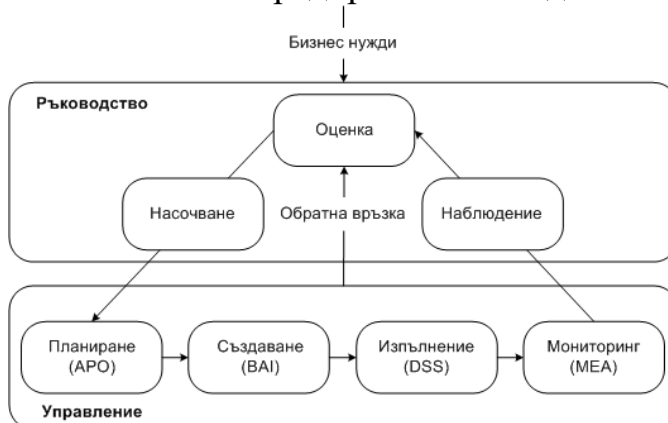 Бизнес нужди
Ръководство
Оценка
Насочване
Обратна връзка
Наблюдение
Планиране
(APO)
Създаване
(BAI)
Изпълнение
(DSS)
Мониторинг
(MEA)
Управление